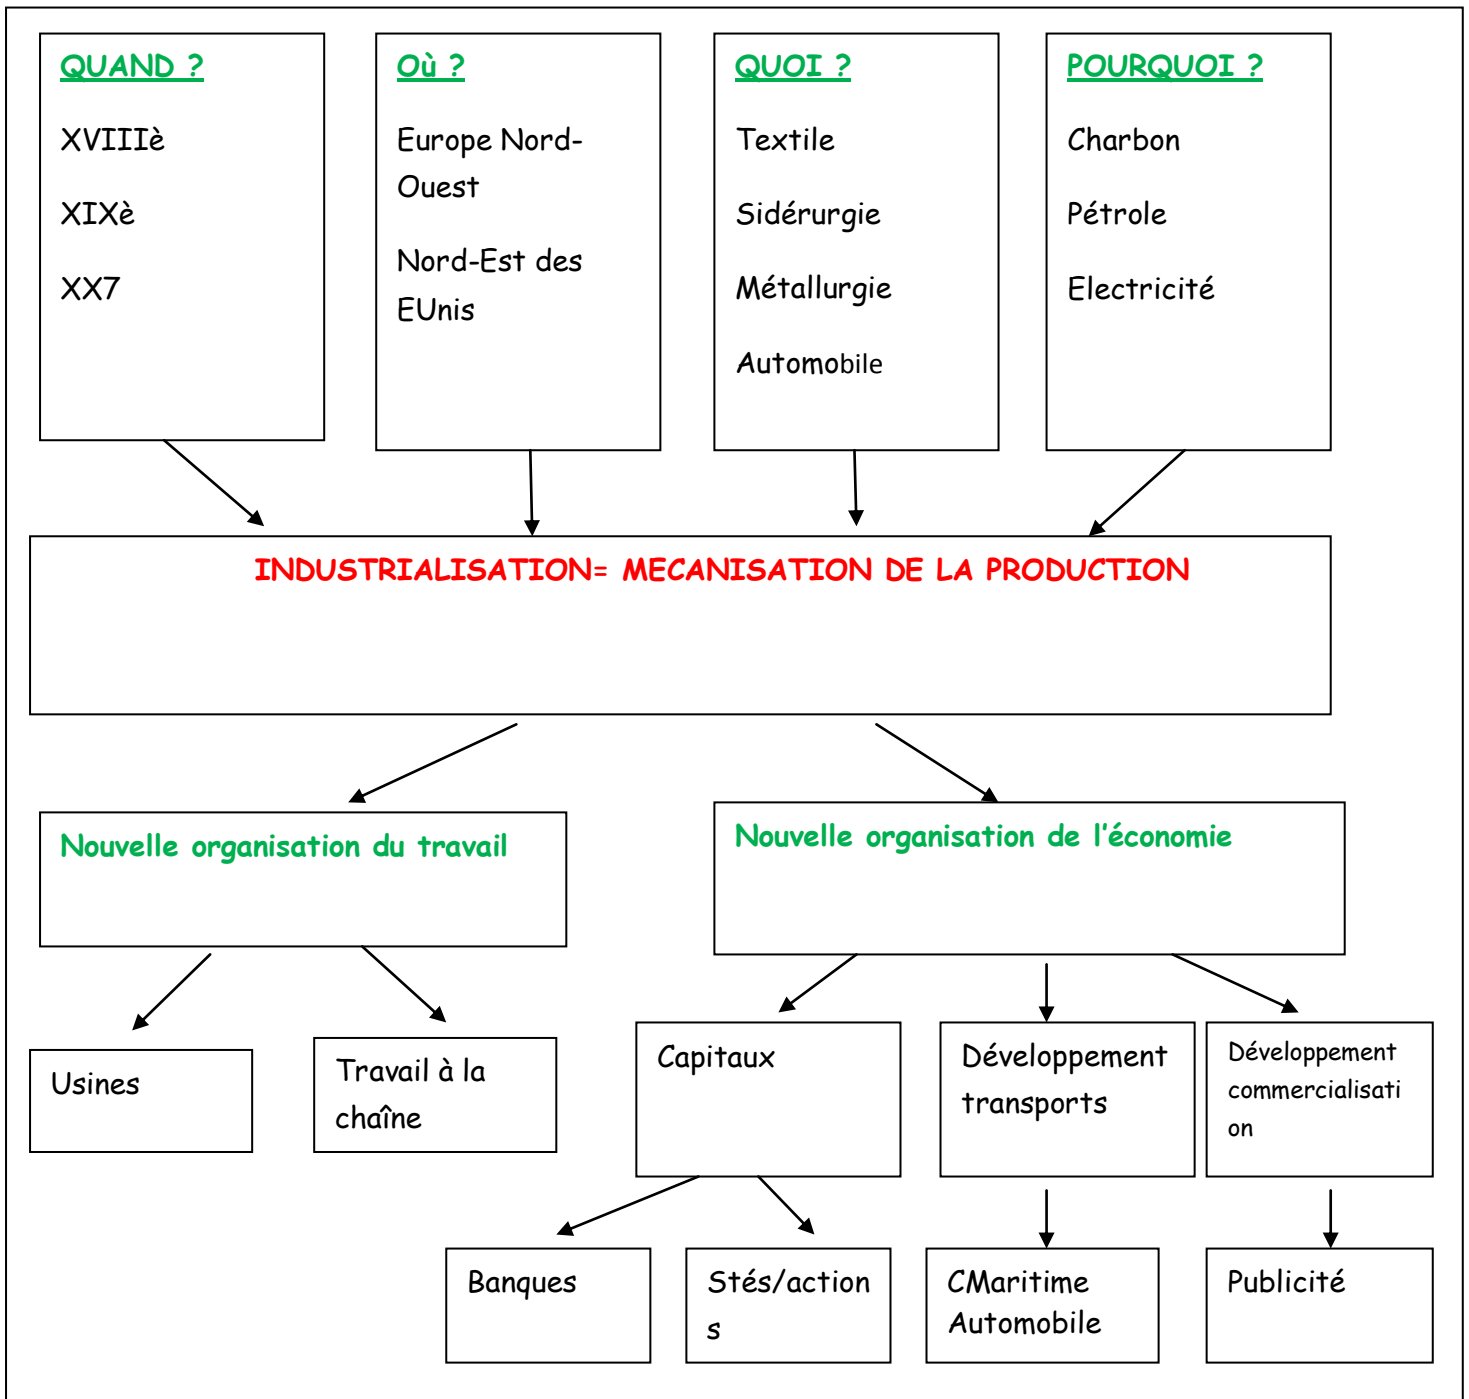 QUAND ?
XVIIIè
XIXè
XX7
Où ?
Europe Nord-
Ouest
Nord-Est des
EUnis
QUOI ?
Textile
Sidérurgie
Métallurgie
Automobile
POURQUOI ?
Charbon
Pétrole
Electricité
INDUSTRIALISATION= MECANISATION DE LA PRODUCTION
Nouvelle organisation du travail
Nouvelle organisation de l’économie
Usines
Travail à la
chaîne
Capitaux
Développement
transports
Développement
commercialisati
on
Banques
Stés/action
s
CMaritime
Automobile
Publicité